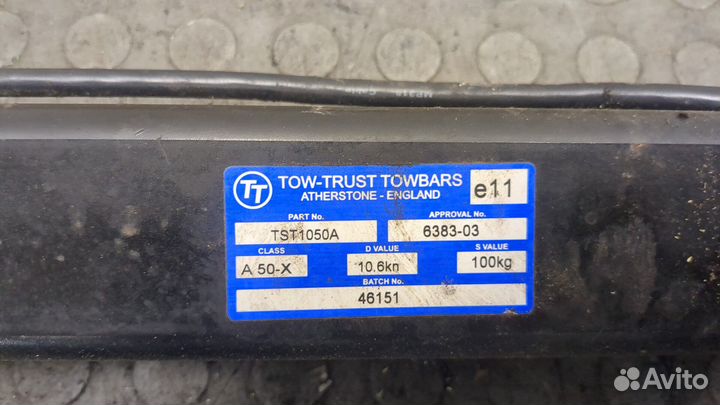 TT
TOW-TRUST TOWBARS
ATHERSTONE - ENGLAND
e11
PART No.
APPROVAL No.
TST1050A
6383-03
CLASS
D VALUE
S VALUE
A 50-X
10.6kn
100kg
BATCH No.
46151
Avito